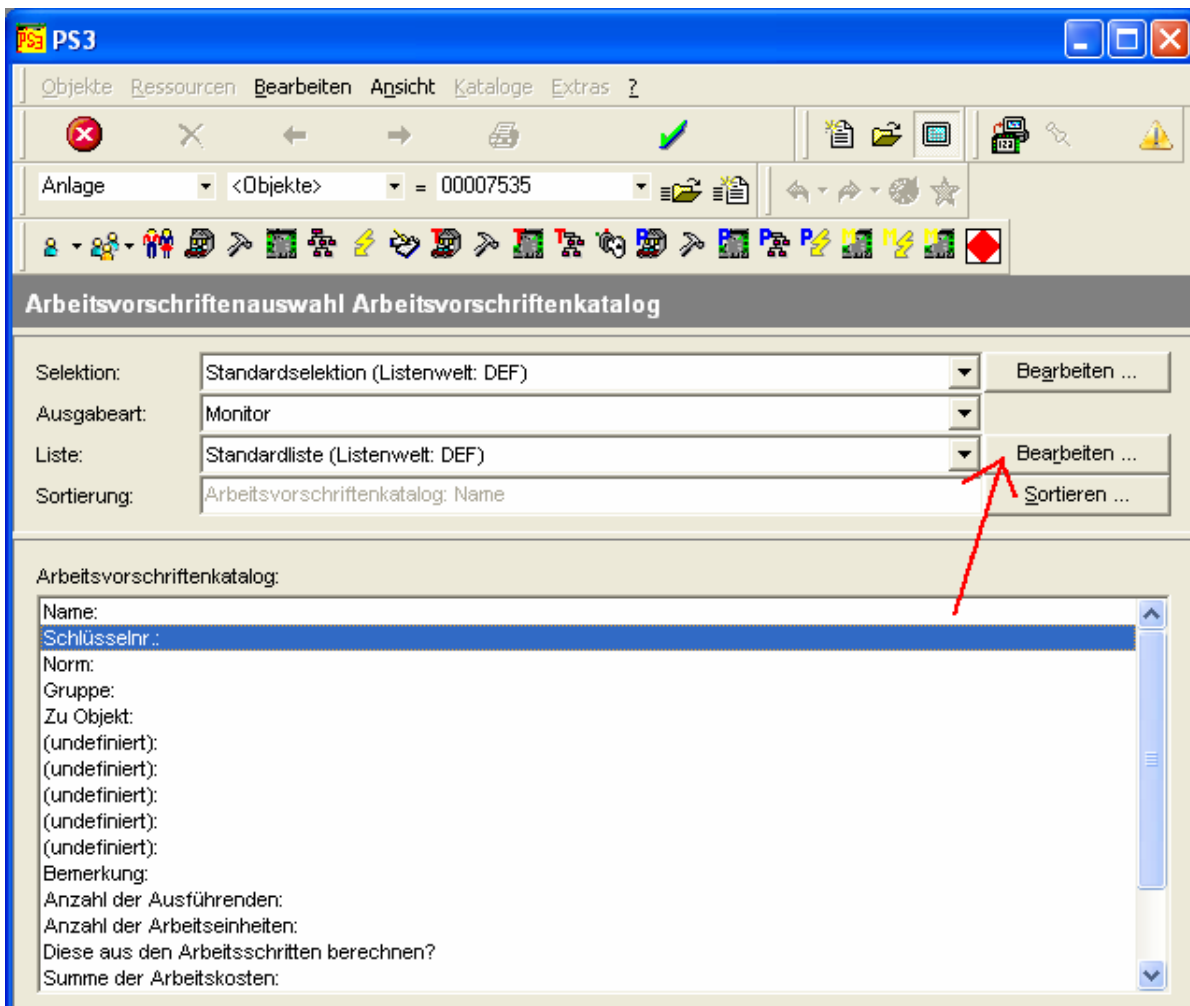 PS3
Objekte Ressourcen Bearbeiten Ansicht Kataloge Extras ?
Anlage <Objekte> = 00007535
Arbeitsvorschriftenauswahl Arbeitsvorschriftenkatalog
Selektion: Standardselektion (Listenwelt: DEF) Bearbeiten ...
Ausgabeart: Monitor
Liste: Standardliste (Listenwelt: DEF) Bearbeiten ...
Sortierung: Arbeitsvorschriftenkatalog: Name Sortieren ...
Arbeitsvorschriftenkatalog:
Name:
Schlüsselnr.:
Norm:
Gruppe:
Zu Objekt:
(undefiniert):
(undefiniert):
(undefiniert):
(undefiniert):
(undefiniert):
Bemerkung:
Anzahl der Ausführenden:
Anzahl der Arbeitseinheiten:
Diese aus den Arbeitsschritten berechnen?
Summe der Arbeitskosten: